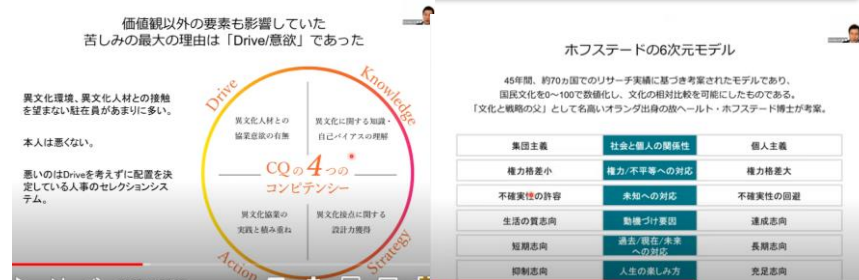 価値観以外の要素も影響していた
苦しみの最大の理由は「Drive/意欲」であった
異文化環境、異文化人材との接触
を望まない駐在員があまりに多い。
本人は悪くない。
悪いのはDriveを考えずに配置を決
定している人事のセレクションシス
テム。
Drive
Knowledge
異文化人材との
協業意欲の有無
異文化に関する知識・
自己バイアスの理解
CQの4つの
コンピテンシー
異文化協業の
実践と積み重ね
異文化接点に関する
設計力獲得
Action
Strategy
ホフステードの6次元モデル
45年間、約70ヵ国でのリサーチ実績に基づき考案されたモデルであり、
国民文化を0〜100で数値化し、文化の相対比較を可能にしたものである。
「文化と戦略の父」として名高いオランダ出身の故ヘールト・ホフステード博士が考案。
集団主義 社会と個人の関係性 個人主義
権力格差小 権力/不平等への対応 権力格差大
不確実性の許容 未知への対応 不確実性の回避
生活の質志向 動機づけ要因 達成志向
短期志向 過去/現在/未来
への対応 長期志向
抑制志向 人生の楽しみ方 充足志向